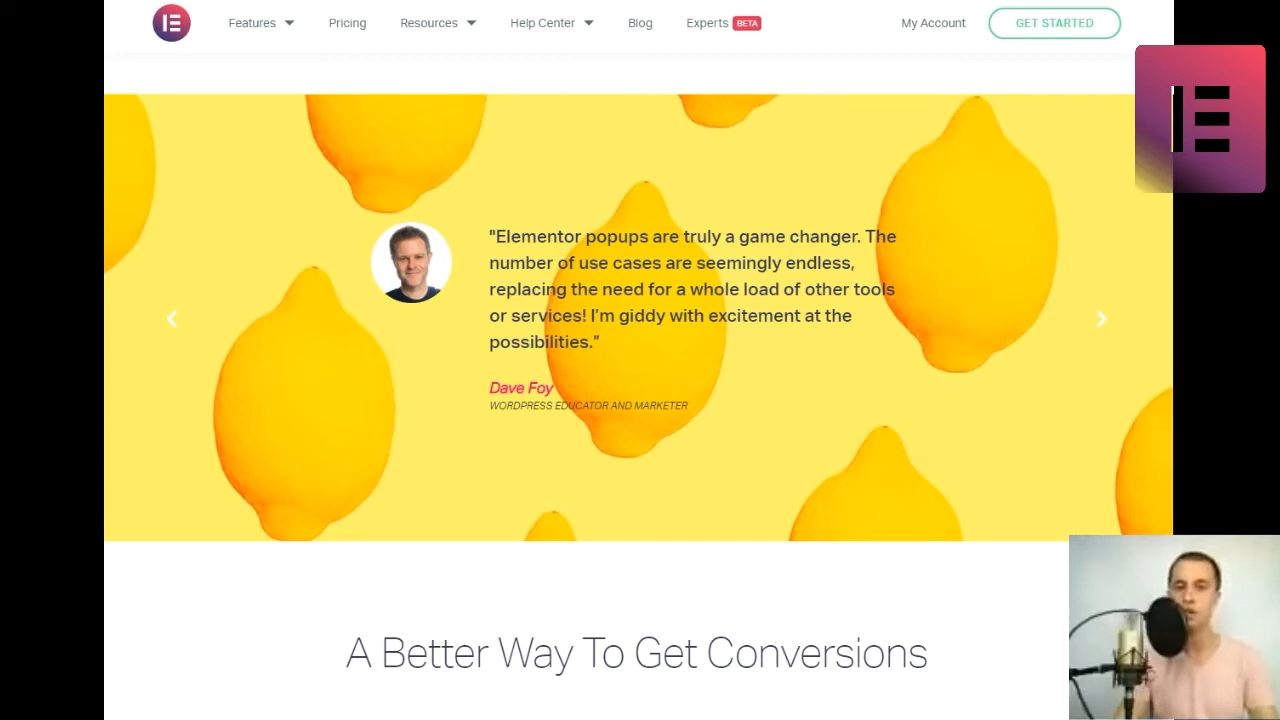 Features Pricing Resources Help Center Blog Experts BETA My Account GET STARTED
"Elementor popups are truly a game changer. The
number of use cases are seemingly endless,
replacing the need for a whole load of other tools
or services! I’m giddy with excitement at the
possibilities.”
Dave Foy
WORDPRESS EDUCATOR AND MARKETER
A Better Way To Get Conversions